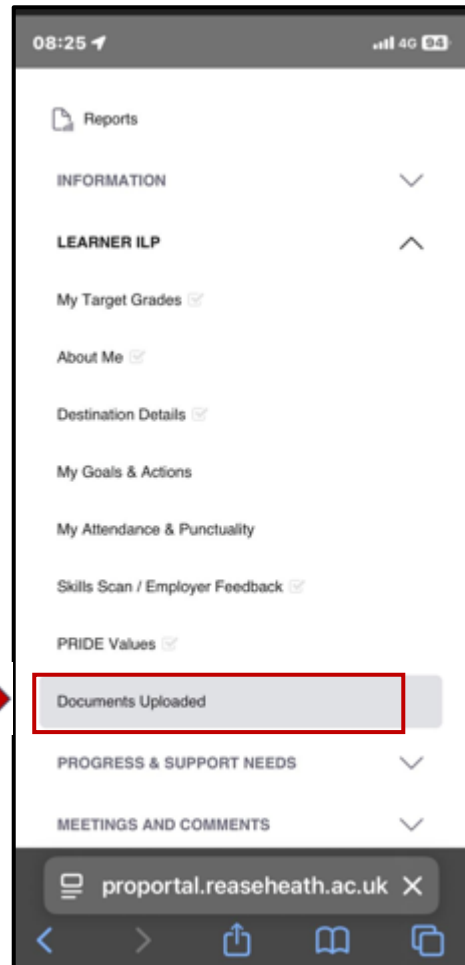 08:25 4G 94
Reports
INFORMATION
LEARNER ILP
My Target Grades
About Me
Destination Details
My Goals & Actions
My Attendance & Punctuality
Skills Scan / Employer Feedback
PRIDE Values
Documents Uploaded
PROGRESS & SUPPORT NEEDS
MEETINGS AND COMMENTS
proportal.reaseheath.ac.uk